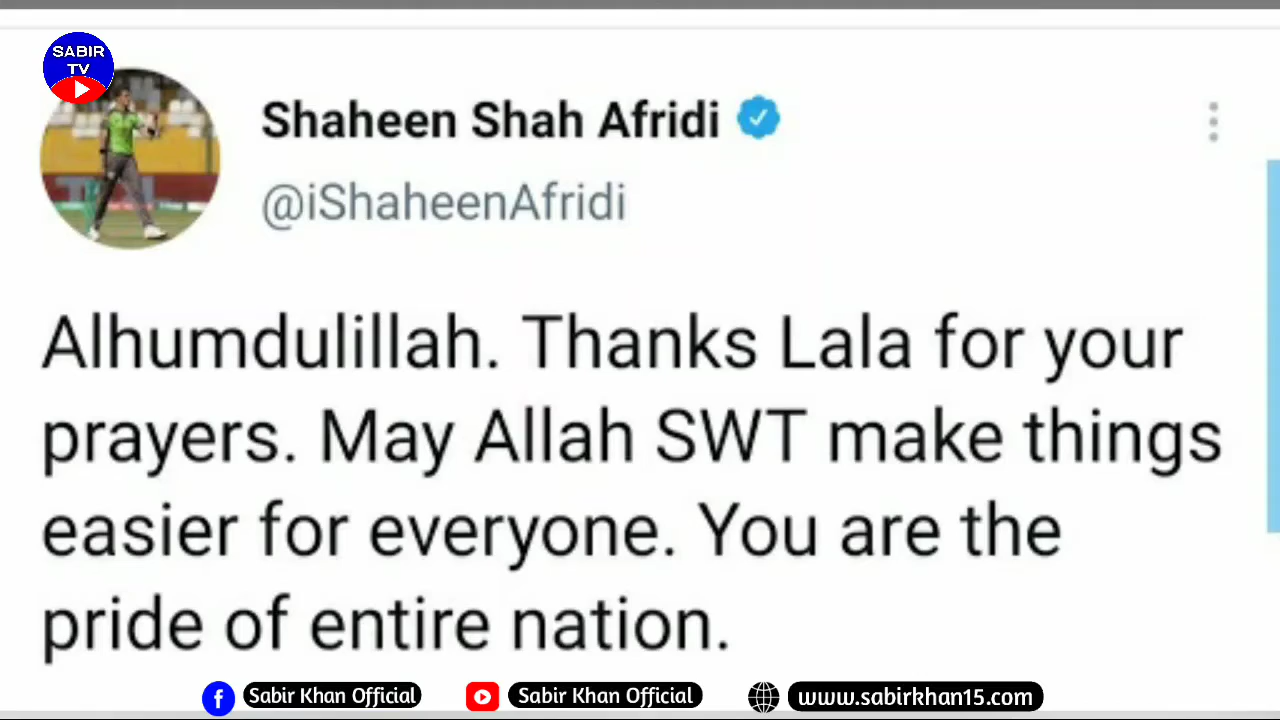 SABIR
TV
Shaheen Shah Afridi
@iShaheenAfridi
Alhumdulillah. Thanks Lala for your
prayers. May Allah SWT make things
easier for everyone. You are the
pride of entire nation.
Sabir Khan Official Sabir Khan Official www.sabirkhan15.com